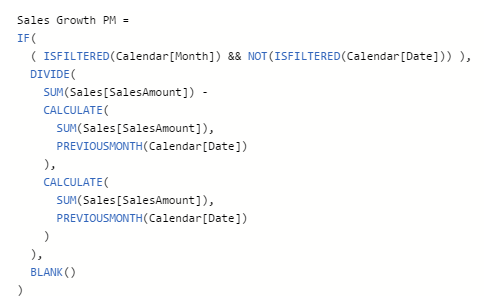 Sales Growth PM =
IF(
( ISFILTERED(Calendar[Month]) && NOT(ISFILTERED(Calendar[Date])) ),
DIVIDE(
SUM(Sales[SalesAmount]) -
CALCULATE(
SUM(Sales[SalesAmount]),
PREVIOUSMONTH(Calendar[Date])
),
CALCULATE(
SUM(Sales[SalesAmount]),
PREVIOUSMONTH(Calendar[Date])
)
),
BLANK()
)